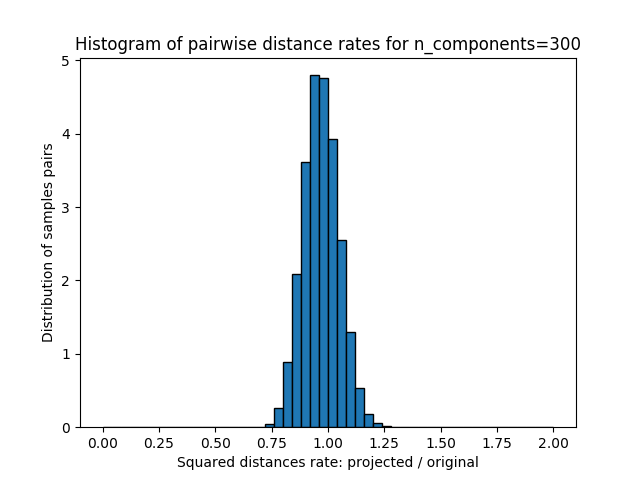 Histogram of pairwise distance rates for n_components=300
Distribution of samples pairs
5
4
3
2
1
0
0.00 0.25 0.50 0.75 1.00 1.25 1.50 1.75 2.00
Squared distances rate: projected / original